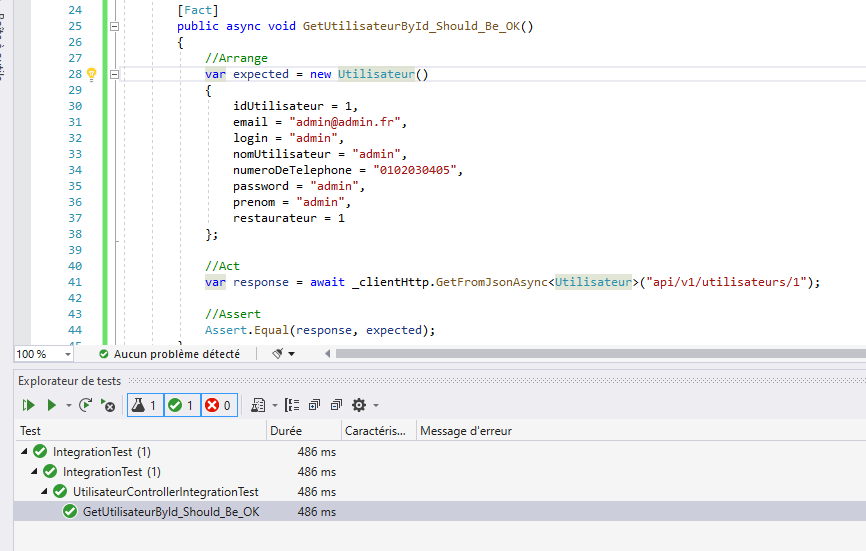 Boîte à outils
24 [Fact]
25 public async void GetUtilisateurById_Should_Be_OK()
26 {
27 //Arrange
28 var expected = new Utilisateur()
29 {
30 idUtilisateur = 1,
31 email = "admin@admin.fr",
32 login = "admin",
33 nomUtilisateur = "admin",
34 numeroDeTelephone = "0102030405",
35 password = "admin",
36 prenom = "admin",
37 restaurateur = 1
38 };
39
40 //Act
41 var response = await _clientHttp.GetFromJsonAsync<Utilisateur>("api/v1/utilisateurs/1");
42
43 //Assert
44 Assert.Equal(response, expected);
45 }
100 % Aucun problème détecté
Explorateur de tests
1 1 0
Test Durée Caractéris... Message d'erreur
IntegrationTest (1) 486 ms
IntegrationTest (1) 486 ms
UtilisateurControllerIntegrationTest 486 ms
GetUtilisateurById_Should_Be_OK 486 ms